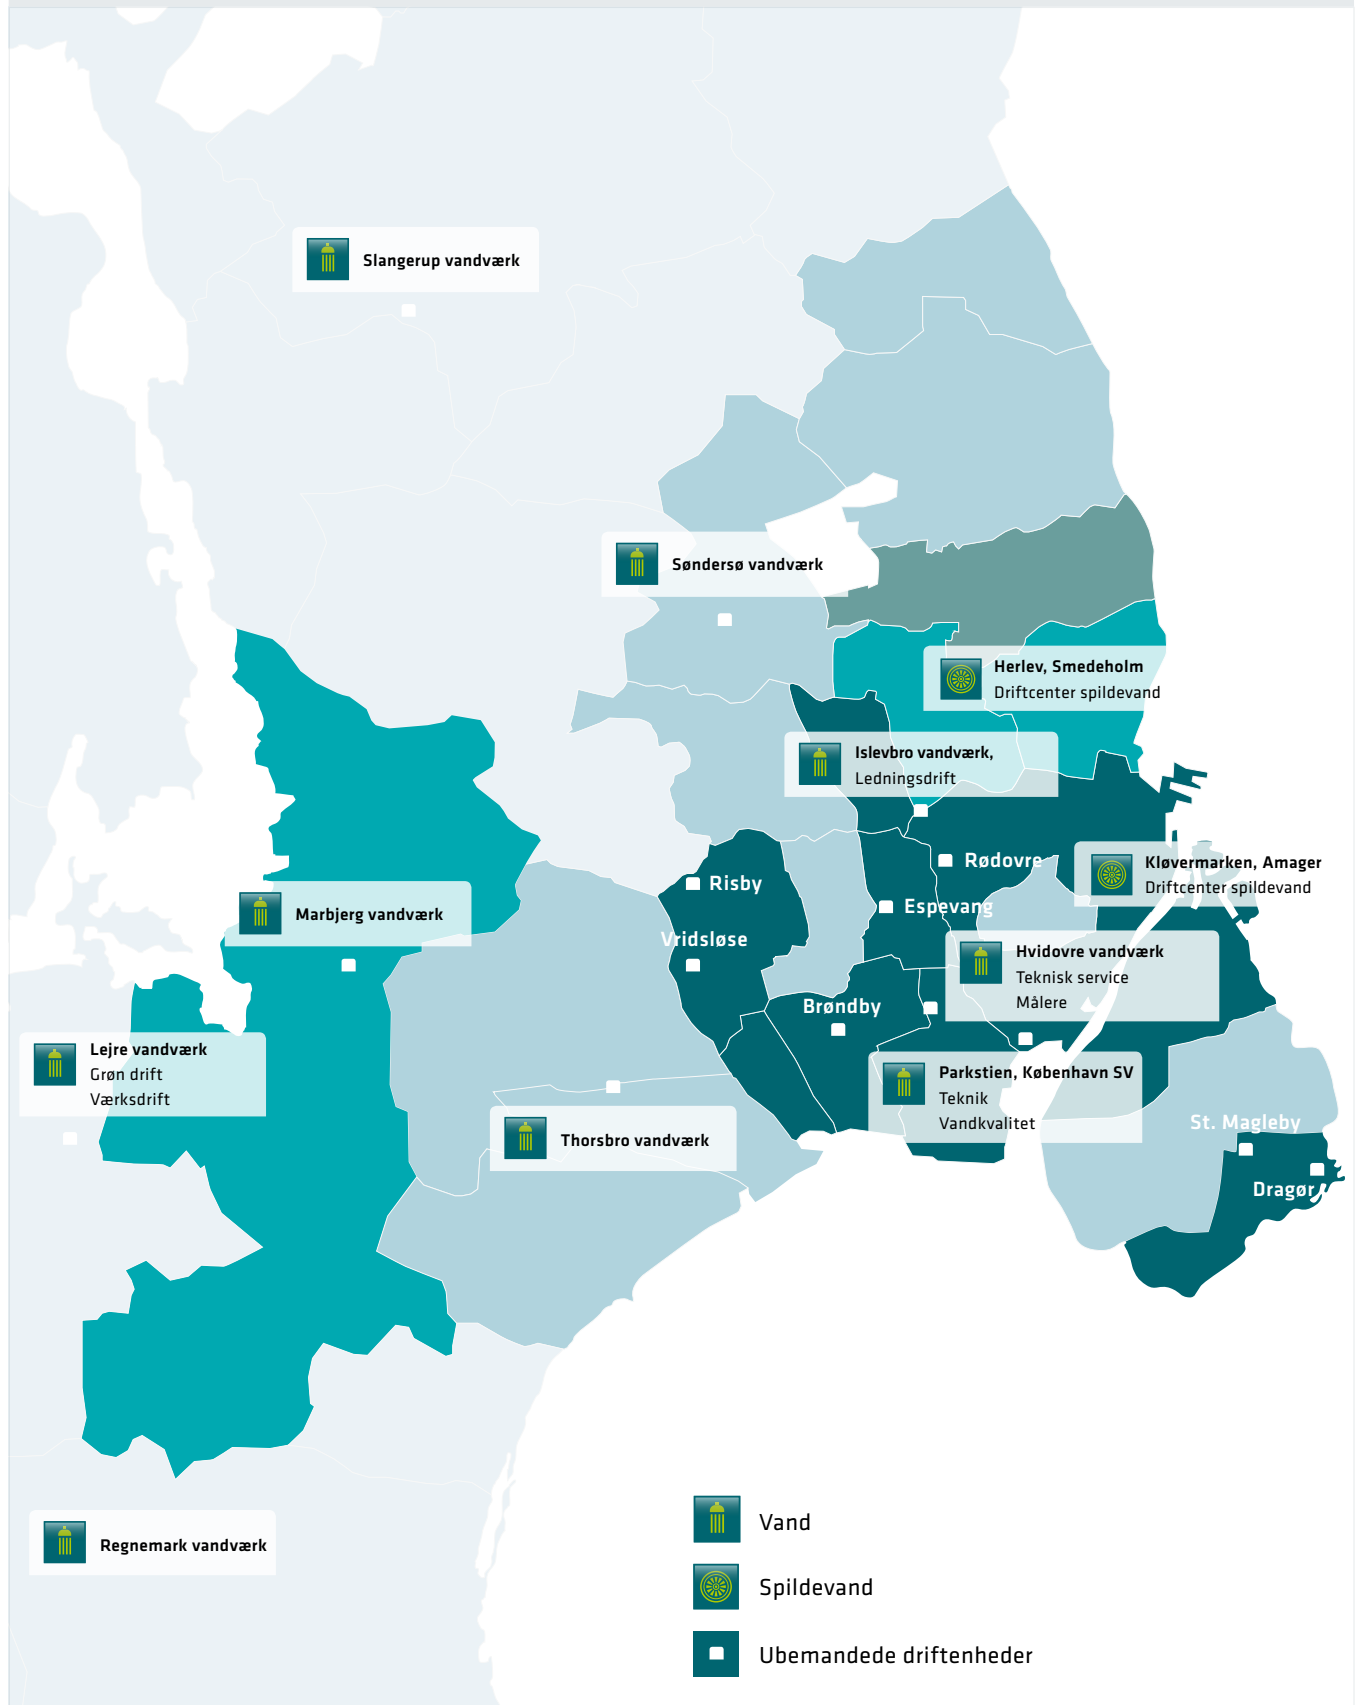 Slangerup vandværk
Søndersø vandværk
Herlev, Smedeholm
Driftcenter spildevand
Islevbro vandværk,
Ledningsdrift
Rødovre
Kløvermarken, Amager
Driftcenter spildevand
Risby
Espevang
Marbjerg vandværk
Vridsløse
Hvidovre vandværk
Teknisk service
Målere
Brøndby
Lejre vandværk
Grøn drift
Værksdrift
Parkstien, København SV
Teknik
Vandkvalitet
Thorsbro vandværk
St. Magleby
Dragør
Regnemark vandværk
Vand
Spildevand
Ubemandede driftenheder